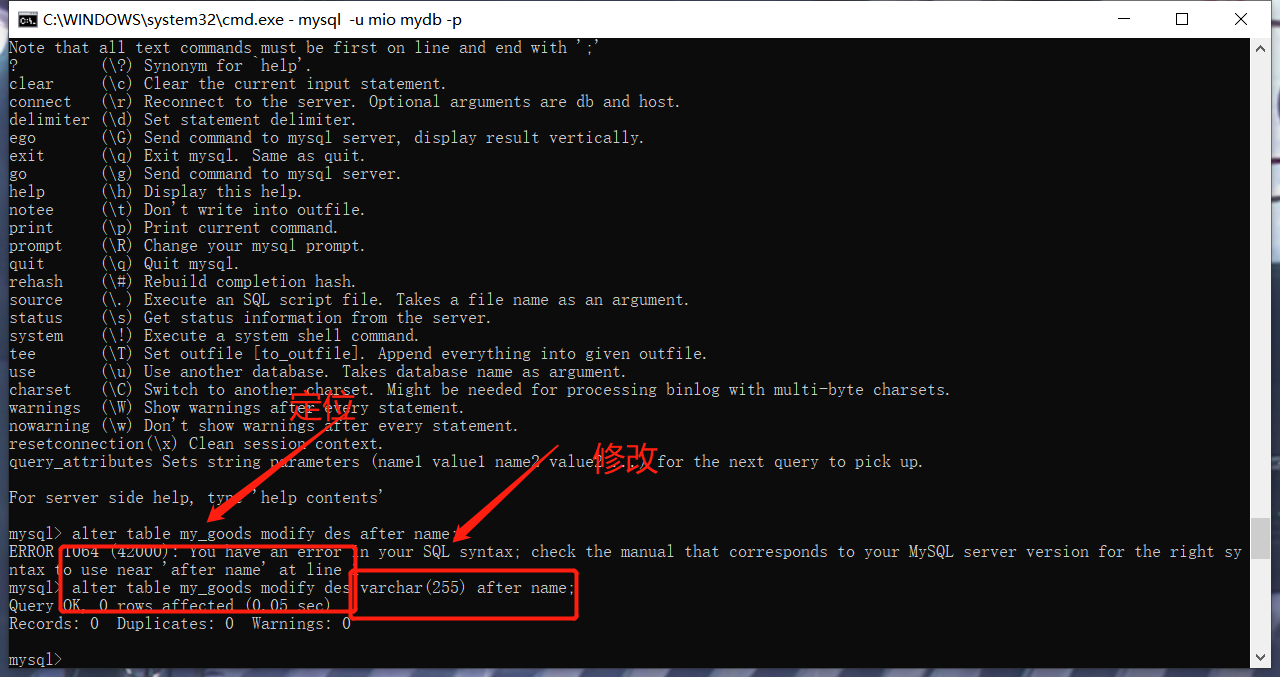 C:\WINDOWS\system32\cmd.exe - mysql  -u mio mydb -p
Note that all text commands must be first on line and end with ';'
?         (\?) Synonym for `help'.
clear     (\c) Clear the current input statement.
connect   (\r) Reconnect to the server. Optional arguments are db and host.
delimiter (\d) Set statement delimiter.
ego       (\G) Send command to mysql server, display result vertically.
exit      (\q) Exit mysql. Same as quit.
go        (\g) Send command to mysql server.
help      (\h) Display this help.
notee     (\t) Don't write into outfile.
print     (\p) Print current command.
prompt    (\R) Change your mysql prompt.
quit      (\q) Quit mysql.
rehash    (\#) Rebuild completion hash.
source    (\.) Execute an SQL script file. Takes a file name as an argument.
status    (\s) Get status information from the server.
system    (\!) Execute a system shell command.
tee       (\T) Set outfile [to_outfile]. Append everything into given outfile.
use       (\u) Use another database. Takes database name as argument.
charset   (\C) Switch to another charset. Might be needed for processing binlog with multi-byte charsets.
warnings  (\W) Show warnings after every statement.
定位
nowarning (\w) Don't show warnings after every statement.
resetconnection(\x) Clean session context.
query_attributes Sets string parameters (name1 value1 name2 value2 for the next query to pick up.
修改
For server side help, type 'help contents'
mysql> alter table my_goods modify des after name;
ERROR 1064 (42000): You have an error in your SQL syntax; check the manual that corresponds to your MySQL server version for the right sy
ntax to use near 'after name' at line
mysql> alter table my_goods modify des varchar(255) after name;
Query OK, 0 rows affected (0.05 sec)
Records: 0  Duplicates: 0  Warnings: 0
mysql>